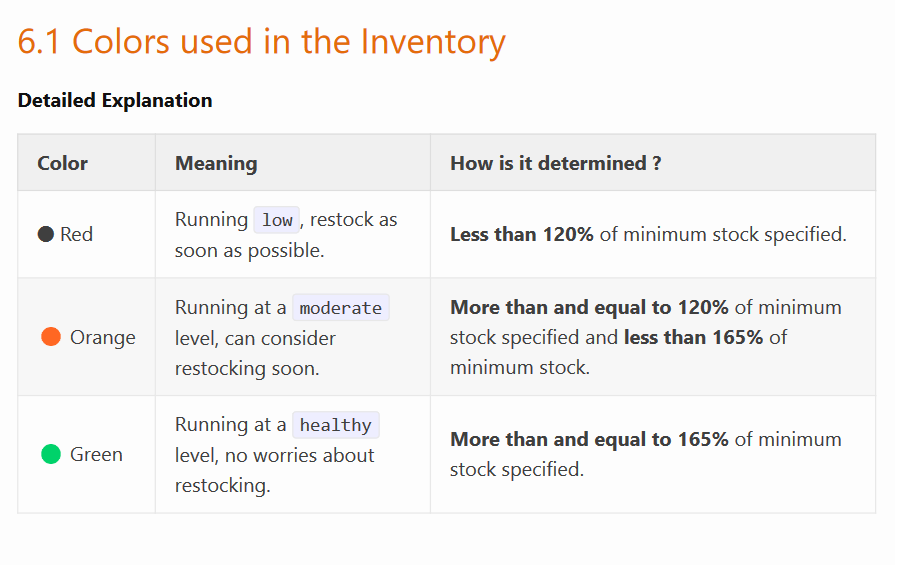 6.1 Colors used in the Inventory
Detailed Explanation
Color Meaning How is it determined ?
Red
Running low, restock as
soon as possible.
Less than 120% of minimum stock specified.
Orange
Running at a moderate
level, can consider
restocking soon.
More than and equal to 120% of minimum
stock specified and less than 165% of
minimum stock.
Green
Running at a healthy
level, no worries about
restocking.
More than and equal to 165% of minimum
stock specified.